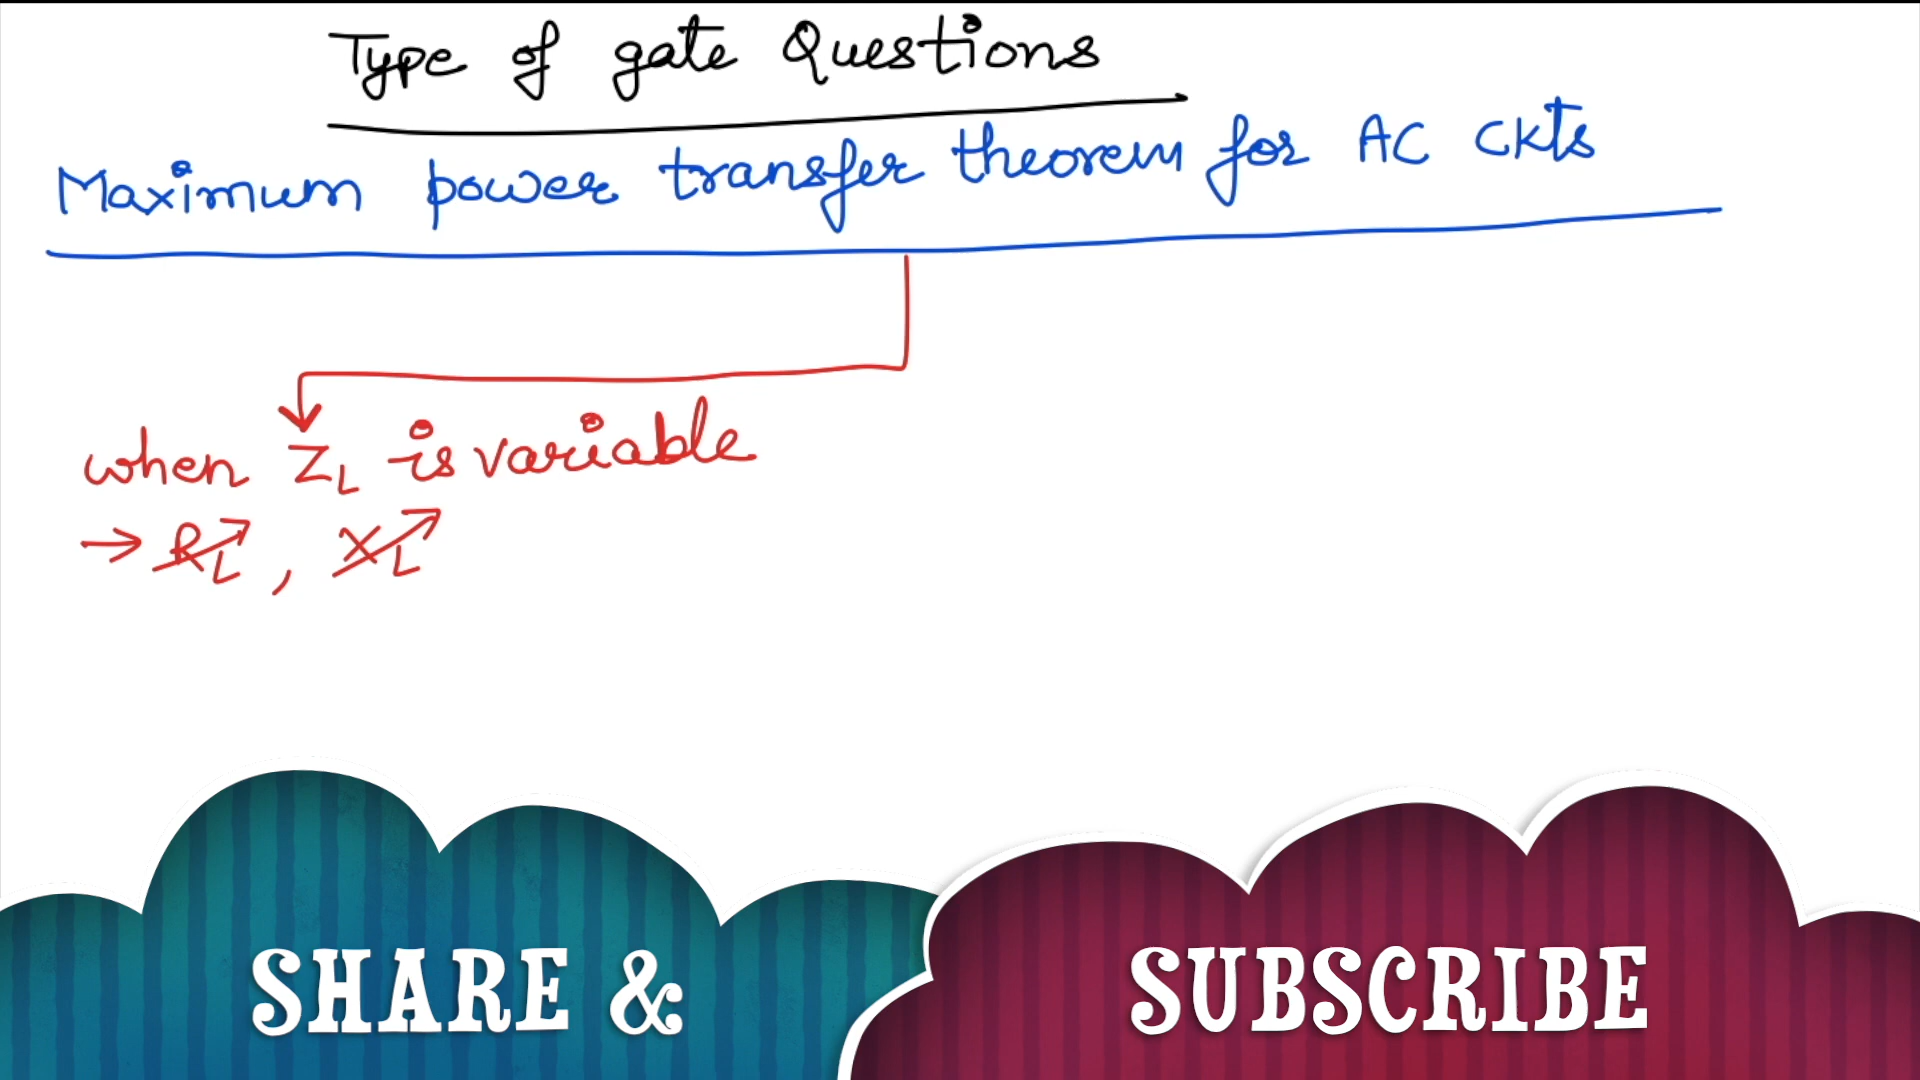 Type of gate Questions
Maximum power transfer theorem for AC CKTs
when ZL is variable
→ RL, XL
SHARE & SUBSCRIBE